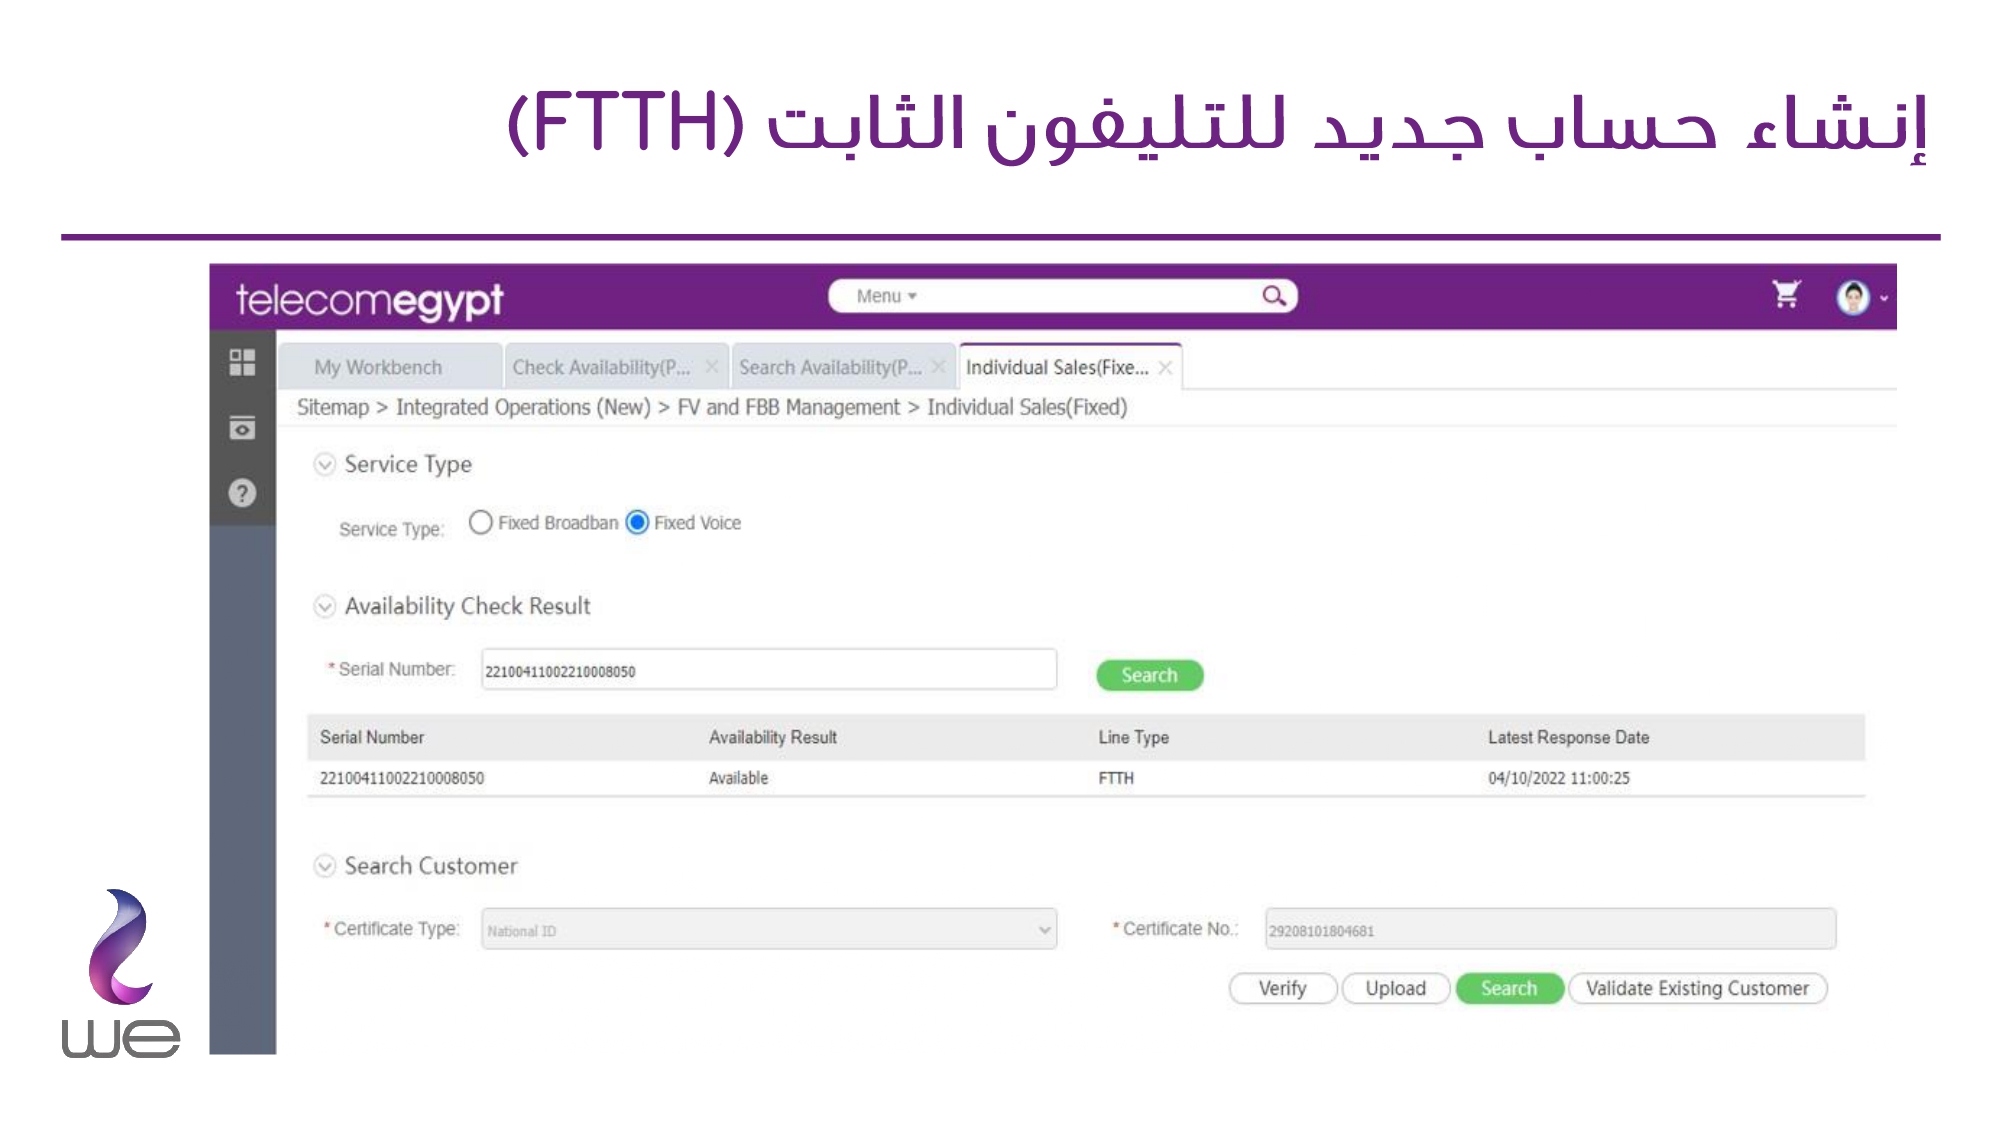 إنشاء حساب جديد للتليفون الثابت (FTTH)
telecomegypt
Menu
My Workbench
Check Availability(P...
Search Availability(P...
Individual Sales(Fixe...
Sitemap > Integrated Operations (New) > FV and FBB Management > Individual Sales(Fixed)
Service Type
Service Type: Fixed Broadban Fixed Voice
Availability Check Result
* Serial Number: 22100411002210008050 Search
Serial Number Availability Result Line Type Latest Response Date
22100411002210008050 Available FTTH 04/10/2022 11:00:25
Search Customer
* Certificate Type: National ID * Certificate No.: 29208101804681
Verify Upload Search Validate Existing Customer
we